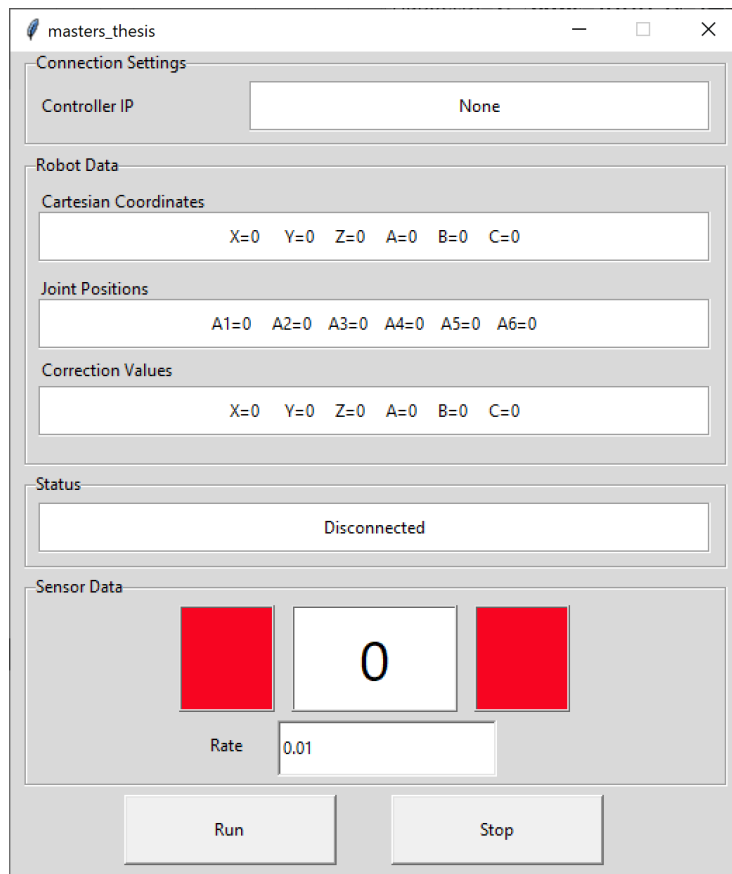 masters_thesis
Connection Settings
Controller IP None
Robot Data
Cartesian Coordinates
X=0 Y=0 Z=0 A=0 B=0 C=0
Joint Positions
A1=0 A2=0 A3=0 A4=0 A5=0 A6=0
Correction Values
X=0 Y=0 Z=0 A=0 B=0 C=0
Status
Disconnected
Sensor Data
0
Rate 0.01
Run Stop